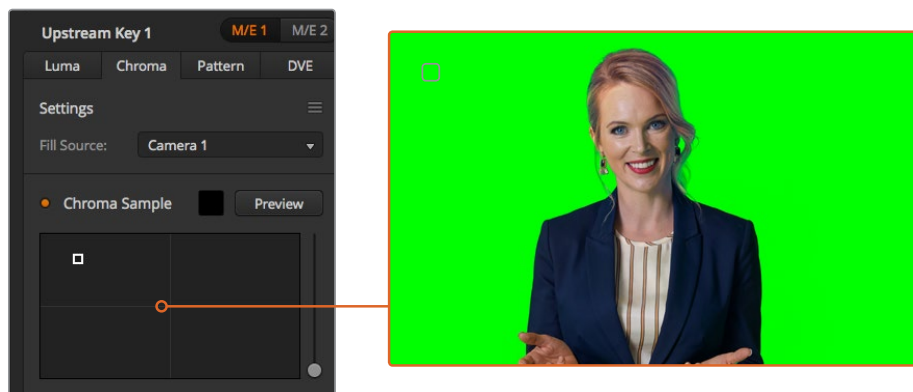 Upstream Key 1 M/E 1 M/E 2
Luma Chroma Pattern DVE
Settings
Fill Source: Camera 1
Chroma Sample Preview